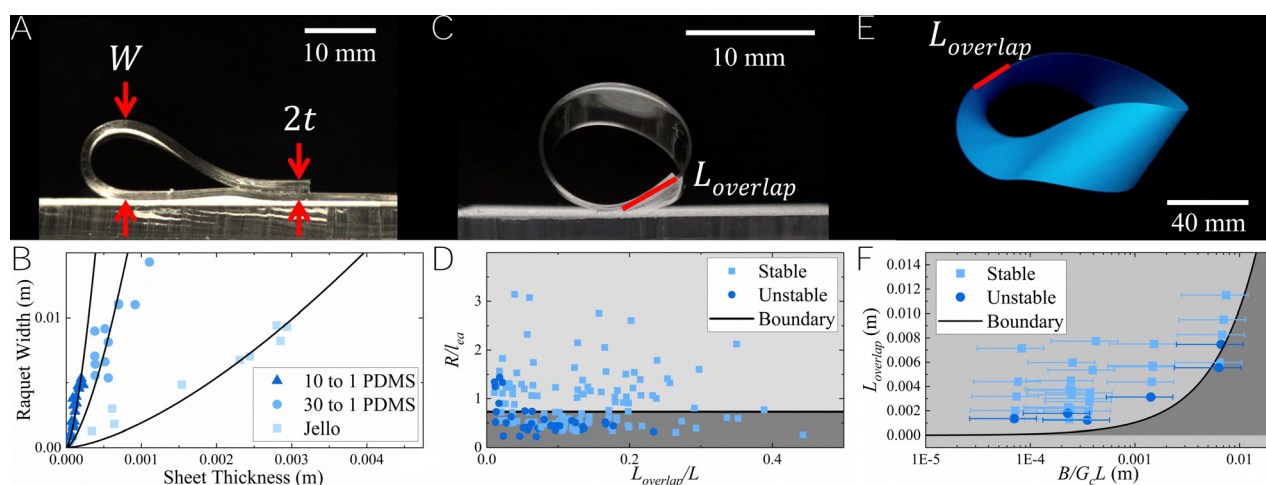 A
W
2t
10 mm
C
10 mm
L_overlap
E
L_overlap
40 mm
B
Raquet Width (m)
0.01
0.00
10 to 1 PDMS
30 to 1 PDMS
Jello
0.000 0.001 0.002 0.003 0.004
Sheet Thickness (m)
D
R/l_ea
3
2
1
0
Stable
Unstable
Boundary
0.0 0.2 0.4
L_overlap/L
F
L_overlap (m)
0.014
0.012
0.010
0.008
0.006
0.004
0.002
0.000
Stable
Unstable
Boundary
1E-5 1E-4 0.001 0.01
B/G_cL (m)